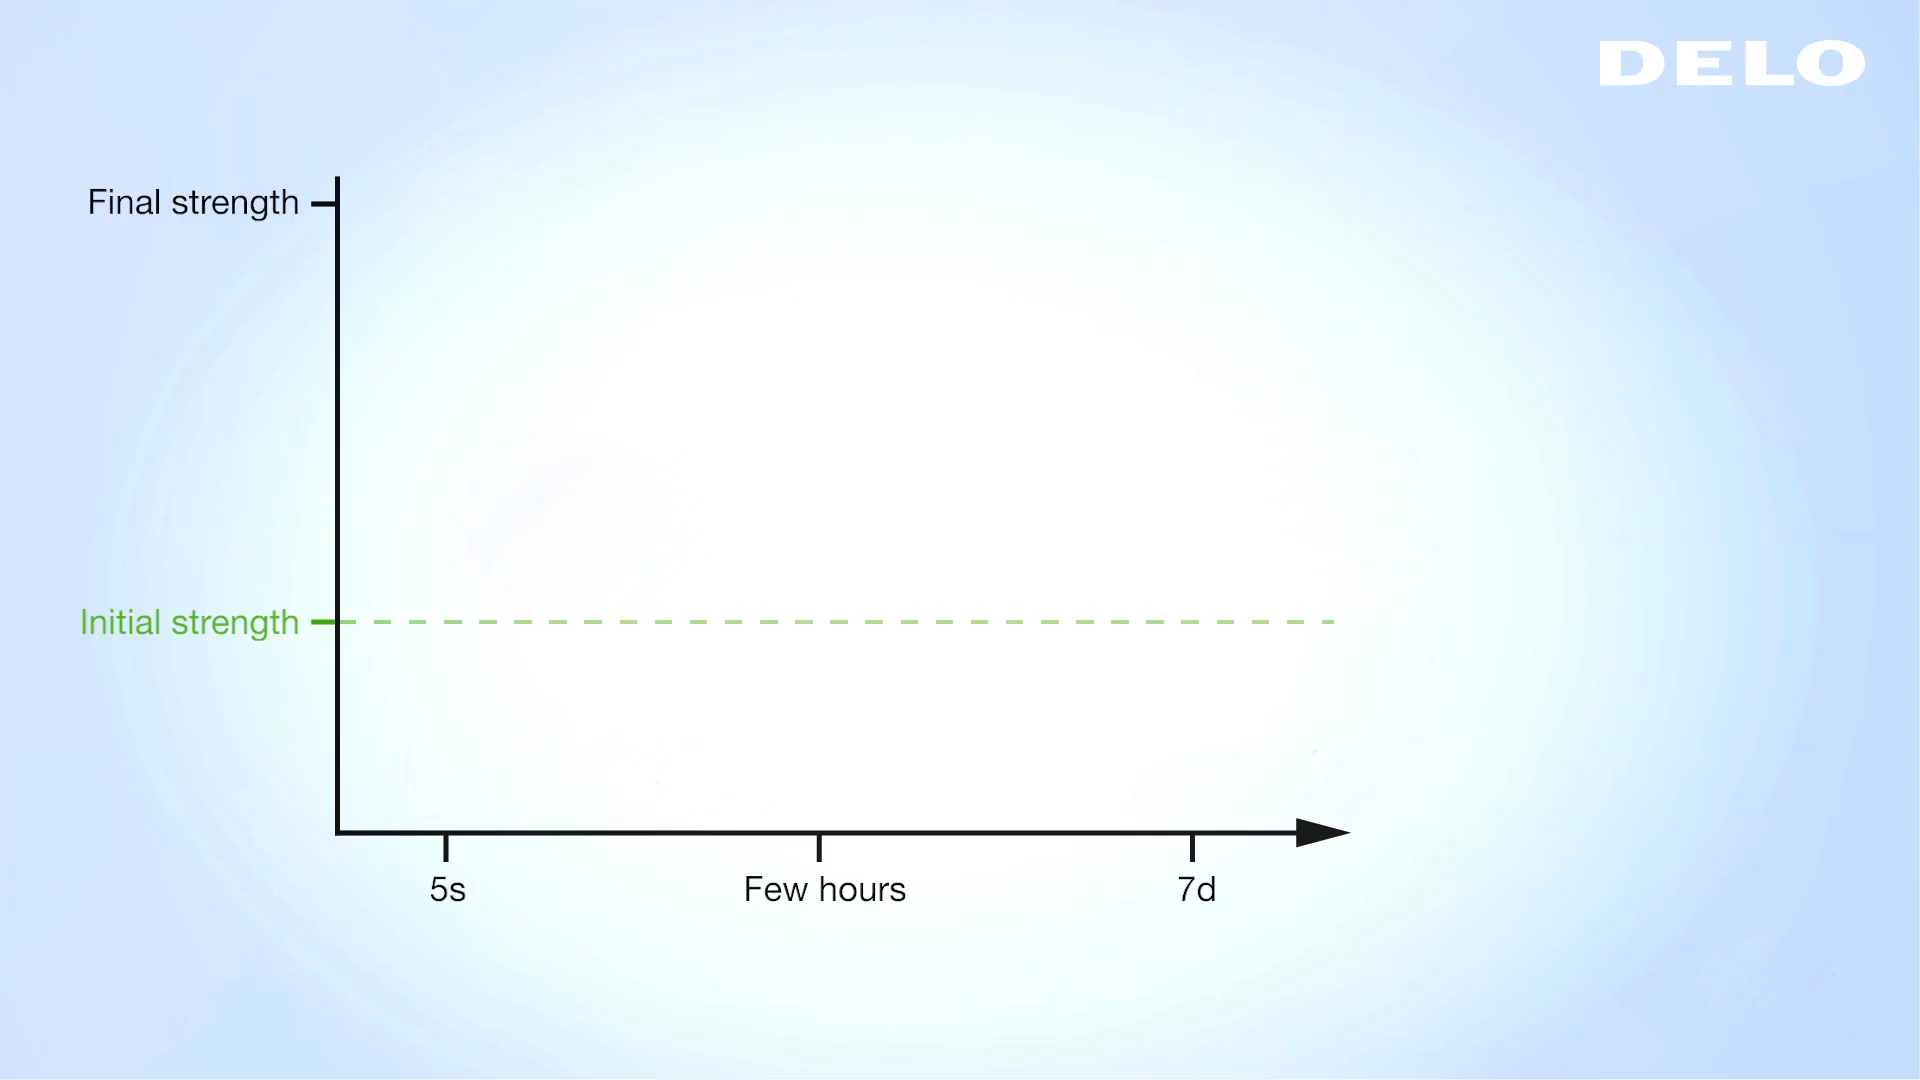 DELO
Final strength
Initial strength
5s
Few hours
7d